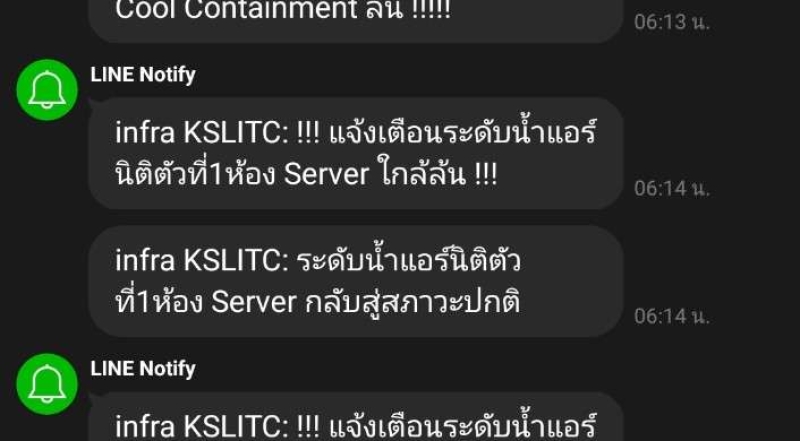 Cool Containment ล้น !!!!!
06:13 น.
LINE Notify
infra KSLITC: !!! แจ้งเตือนระดับน้ำแอร์
นิติตัวที่1ห้อง Server ใกล้ล้น !!!
06:14 น.
infra KSLITC: ระดับน้ำแอร์นิติตัว
ที่1ห้อง Server กลับสู่สภาวะปกติ
06:14 น.
LINE Notify
infra KSLITC: !!! แจ้งเตือนระดับน้ำแอร์